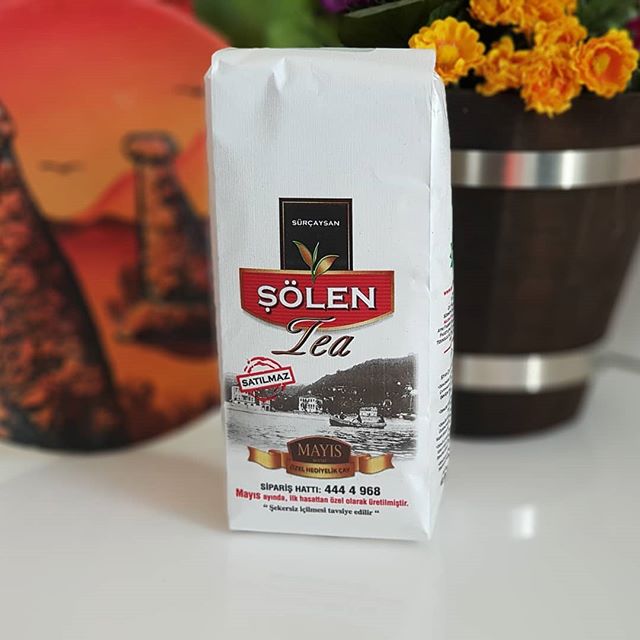 SÜRÇAYSAN
ŞÖLEN
Tea
SATILMAZ
MAYIS
ÖZEL HEDİYELİK ÇAY
SİPARİŞ HATTI: 444 4 968
Mayıs ayında, ilk hasattan özel olarak üretilmiştir.
" Şekersiz içilmesi tavsiye edilir "